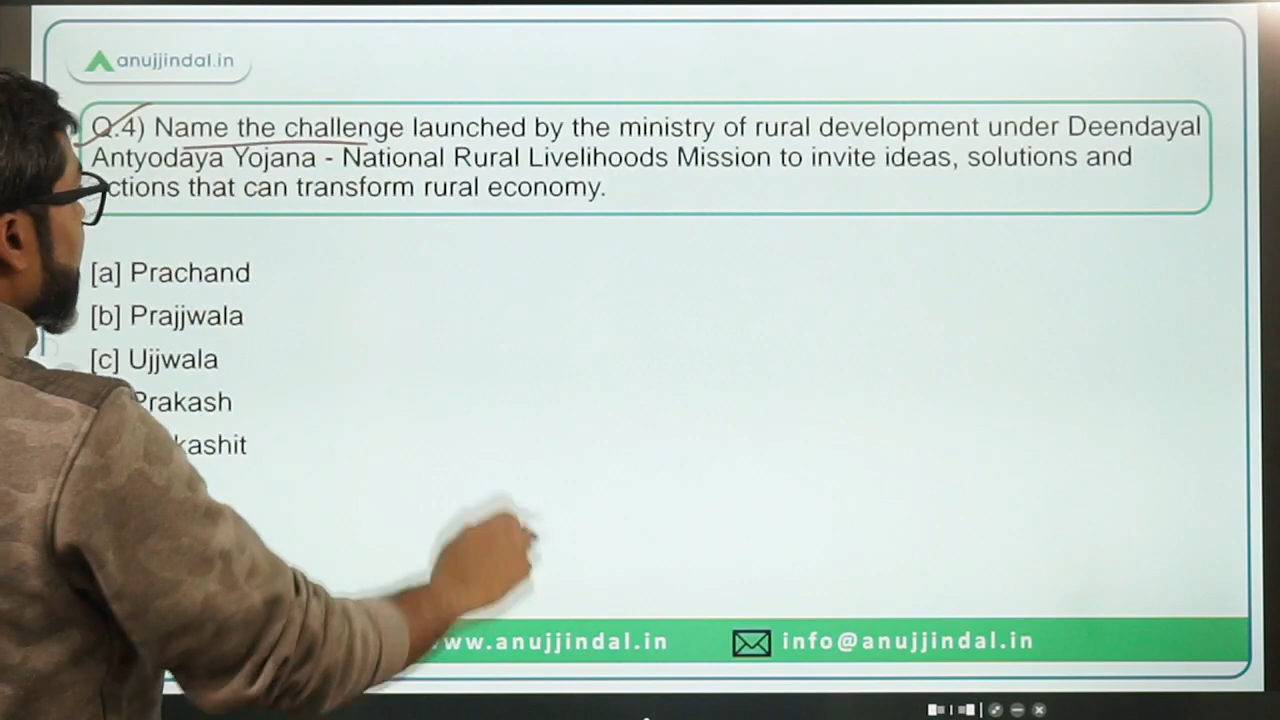 anujjindal.in
Q.4) Name the challenge launched by the ministry of rural development under Deendayal
Antyodaya Yojana - National Rural Livelihoods Mission to invite ideas, solutions and
ctions that can transform rural economy.
[a] Prachand
[b] Prajjwala
[c] Ujjwala
Prakash
kashit
www.anujjindal.in
info@anujjindal.in